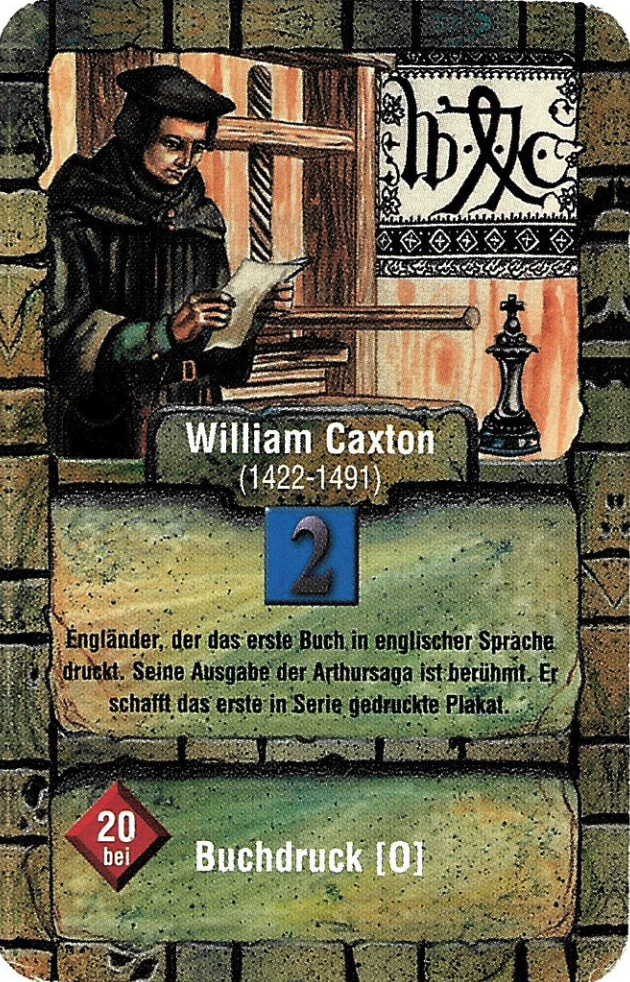 W C
William Caxton
(1422-1491)
2
Engländer, der das erste Buch in englischer Sprache
druckt. Seine Ausgabe der Arthursaga ist berühmt. Er
schafft das erste in Serie gedruckte Plakat.
20
bei
Buchdruck [O]